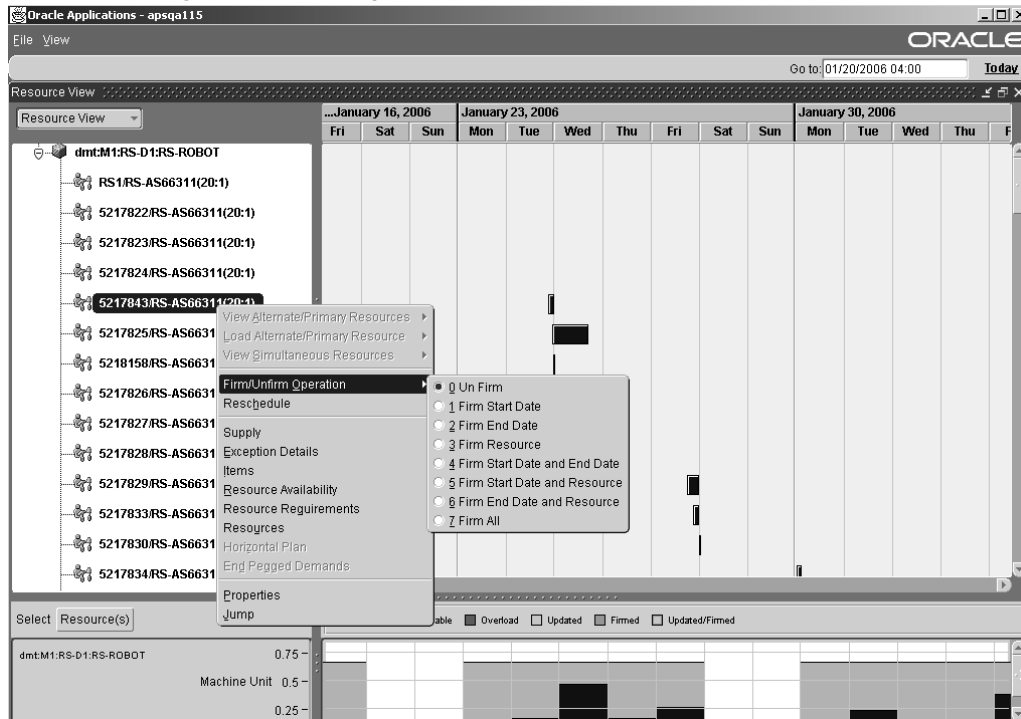 Oracle Applications - apsqa115
File View
ORACLE
Go to: 01/20/2006 04:00 Today
Resource View
Resource View
...January 16, 2006 January 23, 2006 January 30, 2006
Fri Sat Sun Mon Tue Wed Thu Fri Sat Sun Mon Tue Wed Thu F
dmt:M1:RS-D1:RS-ROBOT
RS1/RS-AS66311(20:1)
5217822/RS-AS66311(20:1)
5217823/RS-AS66311(20:1)
5217824/RS-AS66311(20:1)
5217843/RS-AS66311(20:1)
5217825/RS-AS6631
5218158/RS-AS6631
5217826/RS-AS6631
5217827/RS-AS6631
5217828/RS-AS6631
5217829/RS-AS6631
5217833/RS-AS6631
5217830/RS-AS6631
5217834/RS-AS6631
View Alternate/Primary Resources
Load Alternate/Primary Resource
View Simultaneous Resources
Firm/Unfirm Operation
Reschedule
Supply
Exception Details
Items
Resource Availability
Resource Requirements
Resources
Horizontal Plan
End Pegged Demands
Properties
Jump
0 Un Firm
1 Firm Start Date
2 Firm End Date
3 Firm Resource
4 Firm Start Date and End Date
5 Firm Start Date and Resource
6 Firm End Date and Resource
7 Firm All
Select Resource(s)
able Overload Updated Firmed Updated/Firmed
dmt:M1:RS-D1:RS-ROBOT 0.75
Machine Unit 0.5
0.25